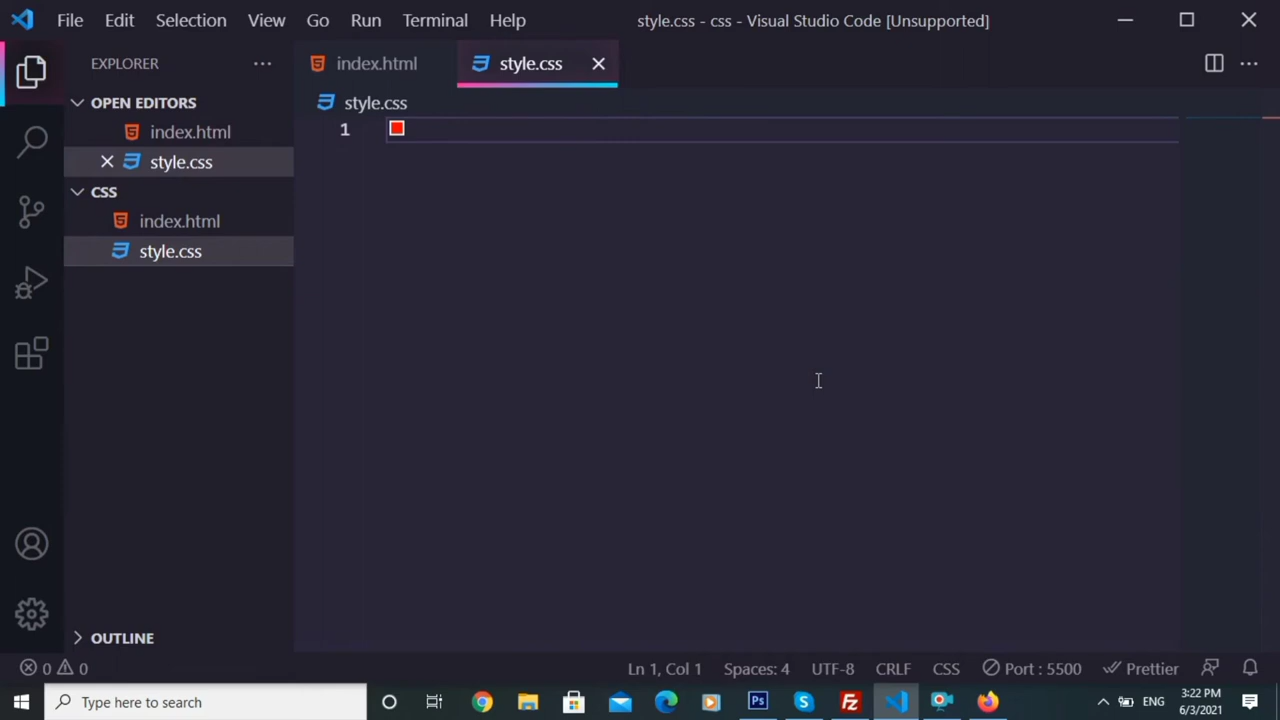 File Edit Selection View Go Run Terminal Help style.css - css - Visual Studio Code [Unsupported]
EXPLORER
OPEN EDITORS
index.html
style.css
CSS
index.html
style.css
OUTLINE
index.html style.css
style.css
1
0 0 Ln 1, Col 1 Spaces: 4 UTF-8 CRLF CSS Port : 5500 Prettier
Type here to search
Ps
Fz
ENG
3:22 PM
6/3/2021